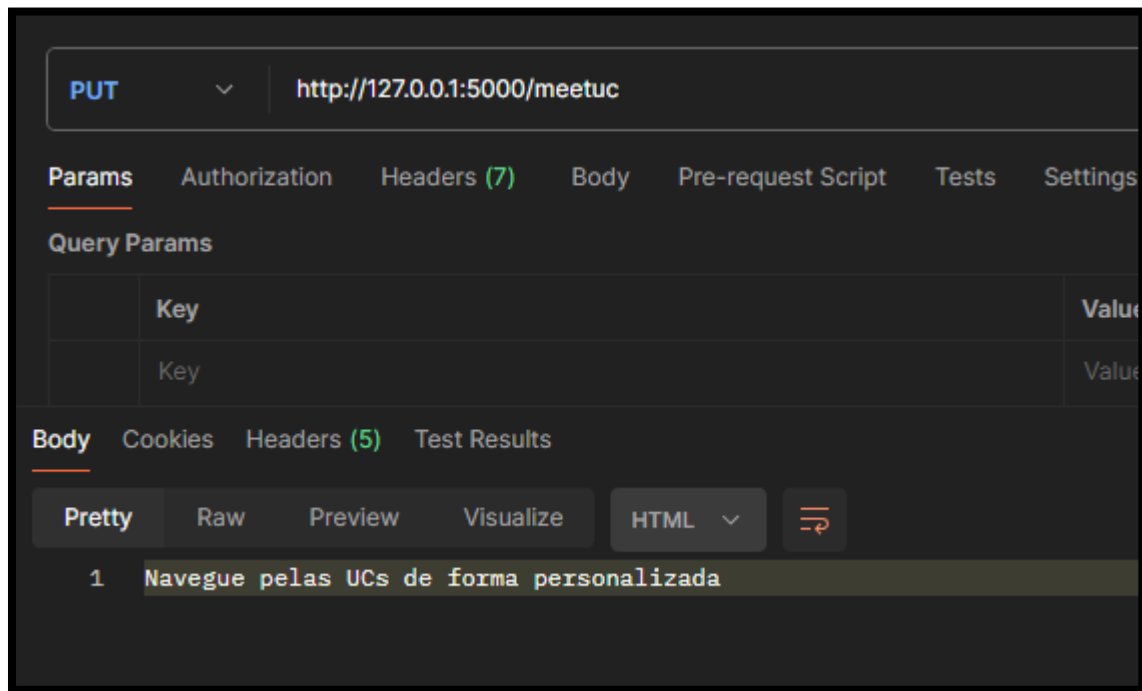 PUT http://127.0.0.1:5000/meetuc
Params Authorization Headers (7) Body Pre-request Script Tests Settings
Query Params
Key Value
Key Value
Body Cookies Headers (5) Test Results
Pretty Raw Preview Visualize HTML
1 Navegue pelas UCs de forma personalizada